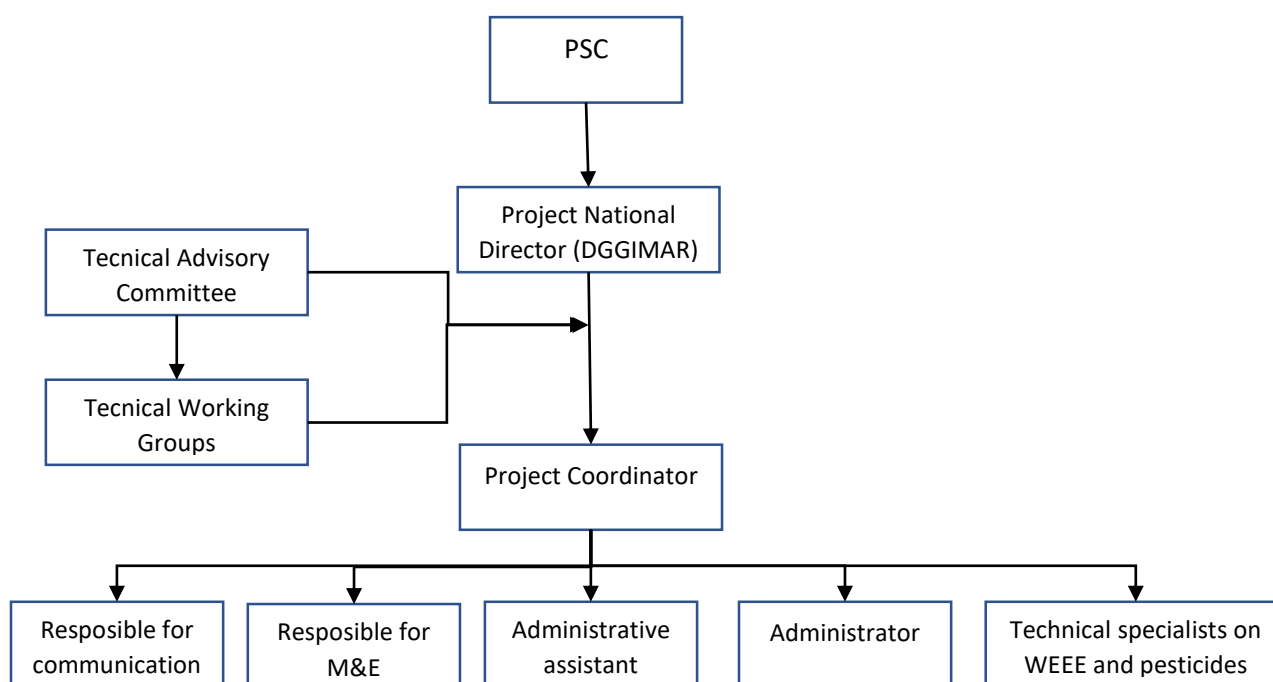 PSC
Project National
Director (DGGIMAR)
Tecnical Advisory
Committee
Tecnical Working
Groups
Project Coordinator
Resposible for
communication
Resposible for
M&E
Administrative
assistant
Administrator
Technical specialists on
WEEE and pesticides